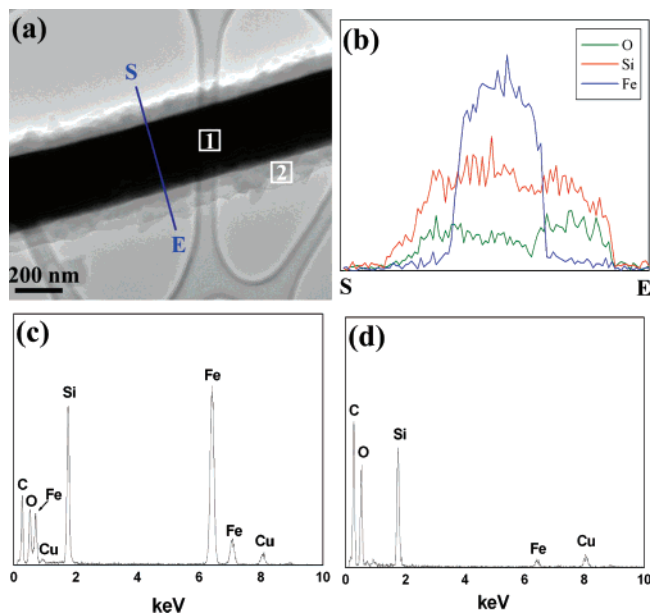 (a)
S
1
2
E
200 nm
(b)
O
Si
Fe
S E
(c)
Fe
Si
C
O
Fe
Cu
Fe
Cu
0 2 4 6 8 10
keV
(d)
C
O
Si
Fe
Cu
0 2 4 6 8 10
keV